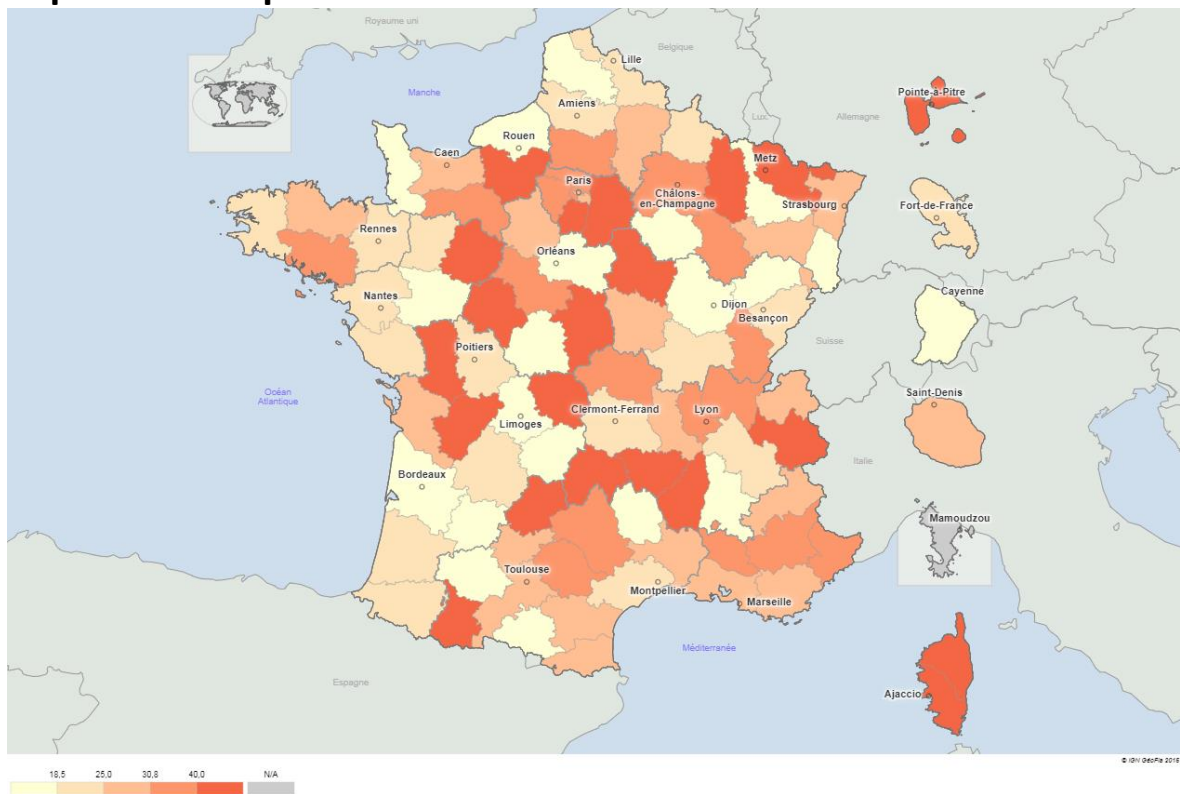 Royaume uni
Belgique
Lille
Manche
Pointe-à-Pitre
Amiens
Lux.
Allemagne
Rouen
Caen
Metz
Paris
Châlons-
en-Champagne
Strasbourg
Fort-de-France
Rennes
Orléans
Cayenne
Nantes
Dijon
Besançon
Suisse
Poitiers
Océan
Atlantique
Saint-Denis
Clermont-Ferrand
Lyon
Limoges
Italie
Bordeaux
Mamoudzou
Toulouse
Montpellier
Marseille
Méditerranée
Espagne
Ajaccio
© IGN GéoFla 2015
18,5 25,0 30,8 40,0 N/A